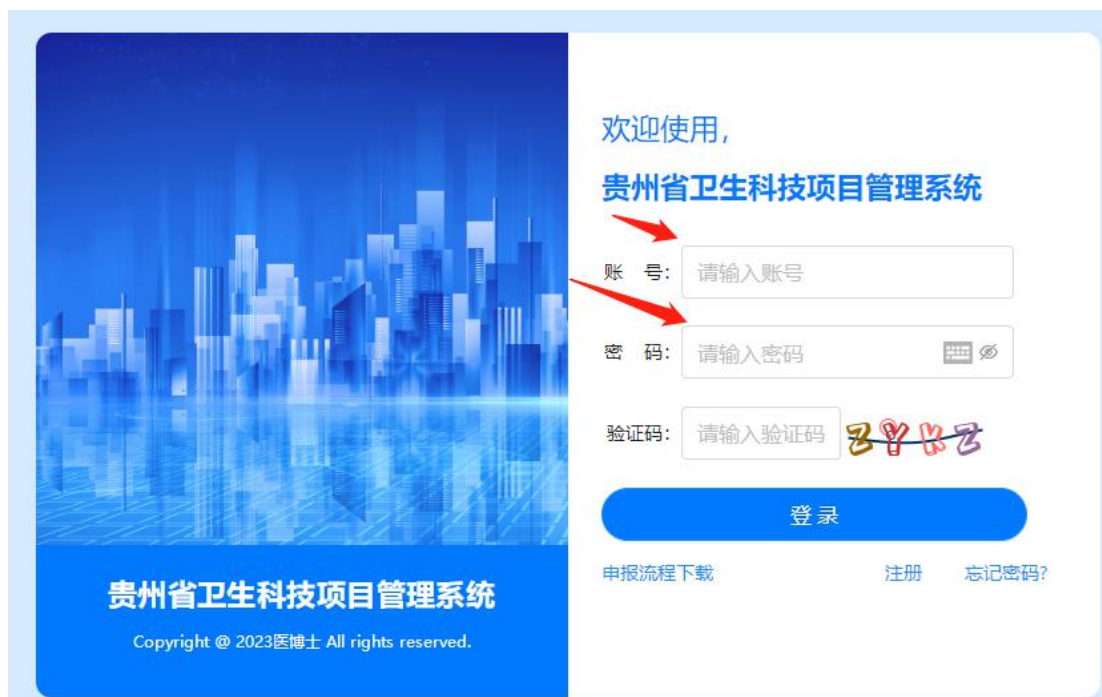 欢迎使用，
贵州省卫生科技项目管理系统
账 号： 请输入账号
密 码： 请输入密码
验证码： 请输入验证码 ZYKZ
登录
申报流程下载 注册 忘记密码?
贵州省卫生科技项目管理系统
Copyright @ 2023医博士 All rights reserved.